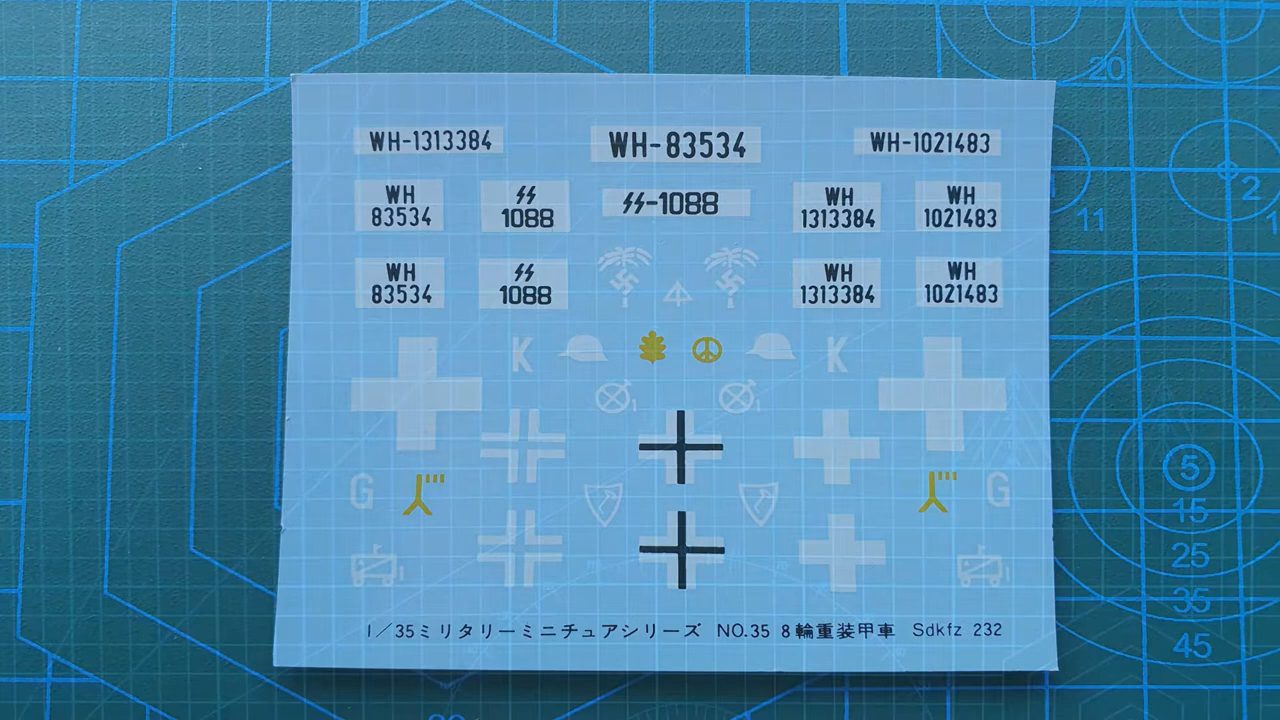 20
WH-1313384 WH-83534 WH-1021483
2
11
WH
83534
ϟϟ
1088
ϟϟ-1088
WH
1313384
WH
1021483
WH
83534
ϟϟ
1088
WH
1313384
WH
1021483
K K
1 1
G G
5
15
25
35
45
1/35ミリタリーミニチュアシリーズ NO.35 8輪重装甲車 Sdkfz 232